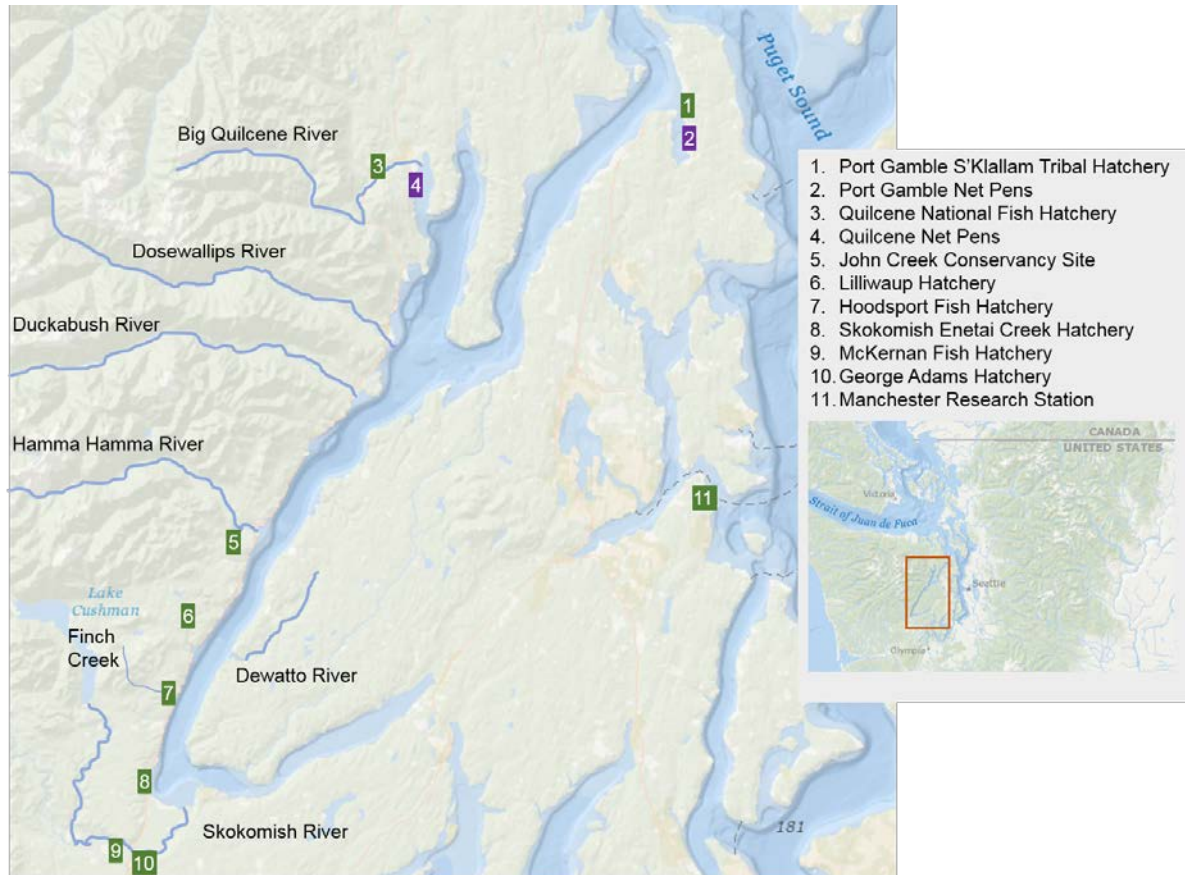 Puget Sound
1
Big Quilcene River
2
3
4
Dosewallips River
Duckabush River
Hamma Hamma River
11
5
Lake
Cushman
6
Finch
Creek
Dewatto River
7
8
Skokomish River
181
9
10
1. Port Gamble S'Klallam Tribal Hatchery
2. Port Gamble Net Pens
3. Quilcene National Fish Hatchery
4. Quilcene Net Pens
5. John Creek Conservancy Site
6. Lilliwaup Hatchery
7. Hoodsport Fish Hatchery
8. Skokomish Enetai Creek Hatchery
9. McKernan Fish Hatchery
10. George Adams Hatchery
11. Manchester Research Station
CANADA
UNITED STATES
Victoria
Strait of Juan de Fuca
Seattle
Olympia